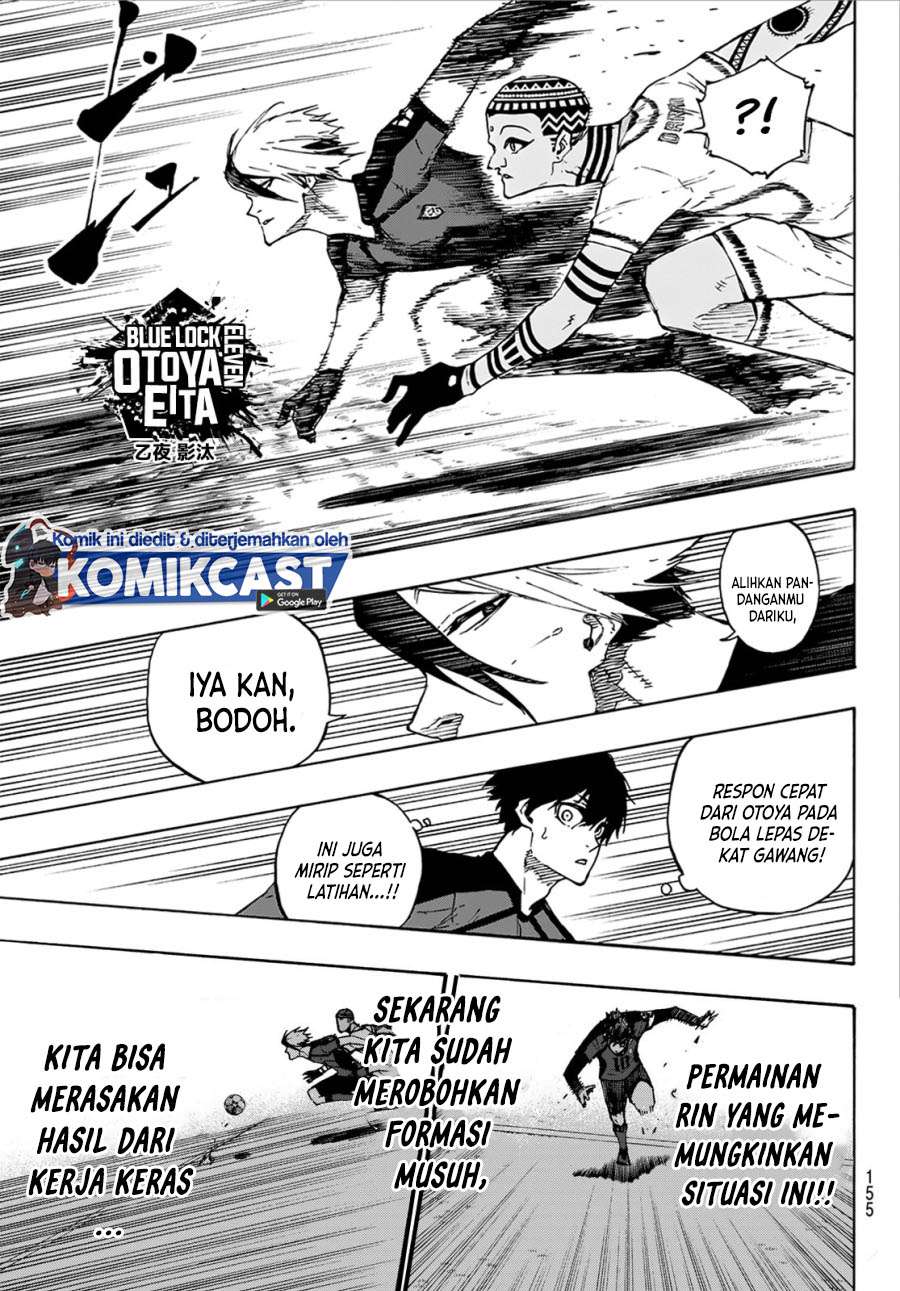 ?!
DRAGA
BLUE LOCK
ELEVEN
OTOYA
EITA
乙夜 影汰
Komik ini diedit & diterjemahkan oleh
KOMIKCAST
GET IT ON
Google Play
ALIHKAN PAN-
DANGANMU
DARIKU,
IYA KAN,
BODOH.
RESPON CEPAT
DARI OTOYA PADA
BOLA LEPAS DE-
KAT GAWANG!
INI JUGA
MIRIP SEPERTI
LATIHAN...!!
PERMAINAN
RIN YANG ME-
MUNGKINKAN
SITUASI INI!!
SEKARANG
KITA SUDAH
MEROBOHKAN
FORMASI
MUSUH,
KITA BISA
MERASAKAN
HASIL DARI
KERJA KERAS
...
155